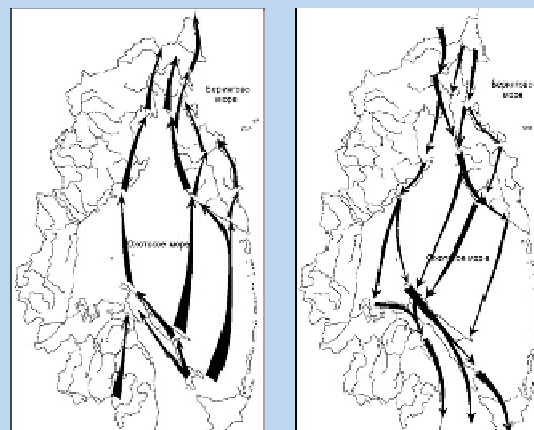 Берингово
море
Охотское море
Берингово
море
Охотское море